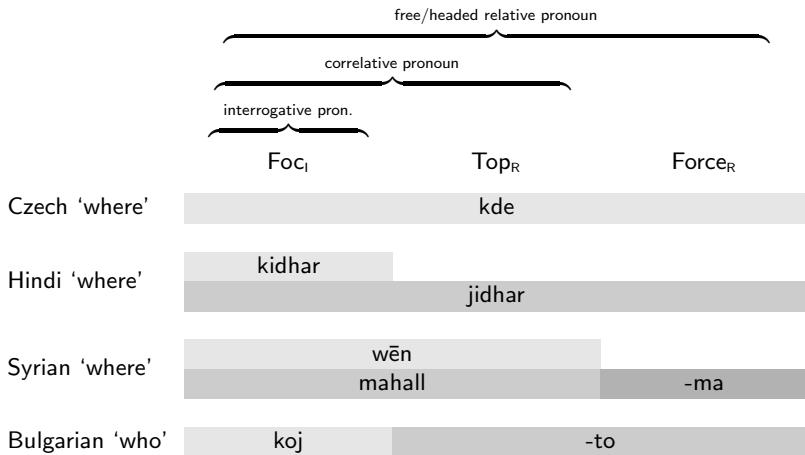 free/headed relative pronoun
correlative pronoun
interrogative pron.
Foc_I Top_R Force_R
Czech ‘where’ kde
Hindi ‘where’ kidhar
jidhar
Syrian ‘where’ wēn
mahall -ma
Bulgarian ‘who’ koj -to